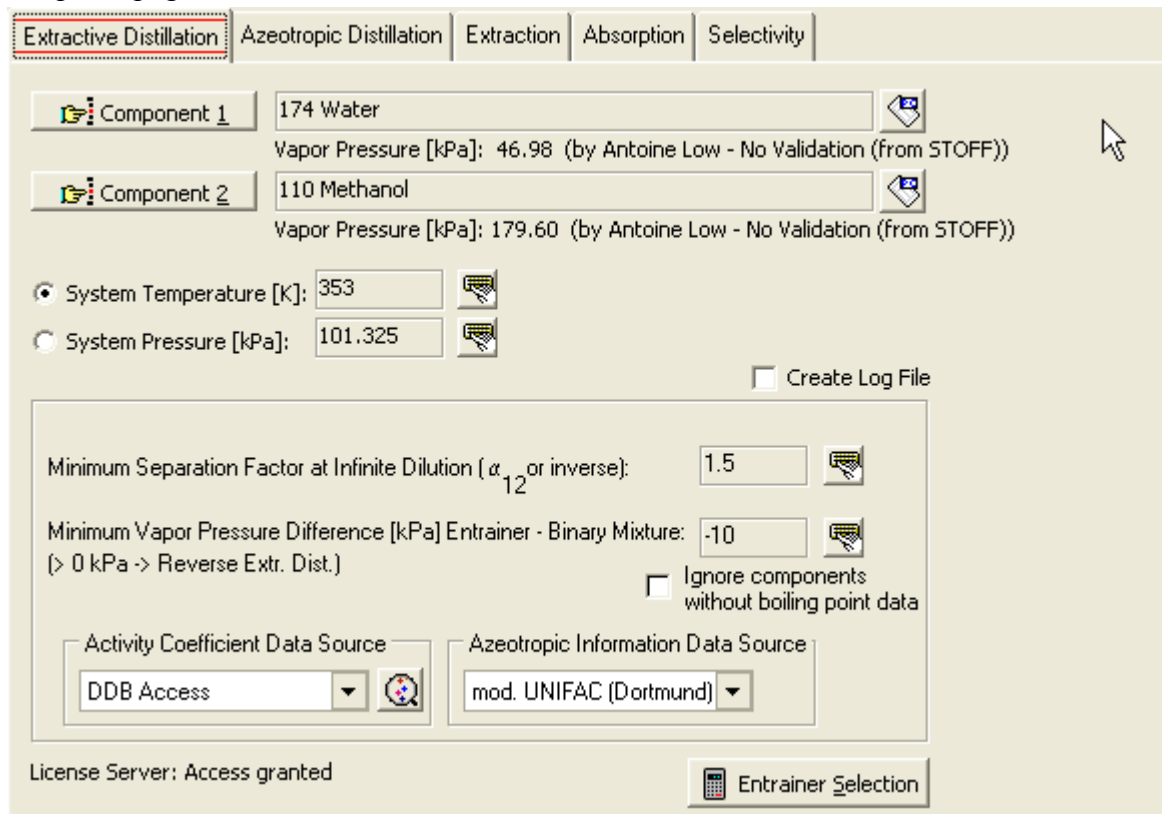 Extractive Distillation Azeotropic Distillation Extraction Absorption Selectivity
Component 1 174 Water
Vapor Pressure [kPa]: 46.98 (by Antoine Low - No Validation (from STOFF))
Component 2 110 Methanol
Vapor Pressure [kPa]: 179.60 (by Antoine Low - No Validation (from STOFF))
System Temperature [K]: 353
System Pressure [kPa]: 101.325
Create Log File
Minimum Separation Factor at Infinite Dilution ( α12 or inverse): 1.5
Minimum Vapor Pressure Difference [kPa] Entrainer - Binary Mixture: -10
(> 0 kPa -> Reverse Extr. Dist.)
Ignore components
without boiling point data
Activity Coefficient Data Source Azeotropic Information Data Source
DDB Access mod. UNIFAC (Dortmund)
License Server: Access granted
Entrainer Selection